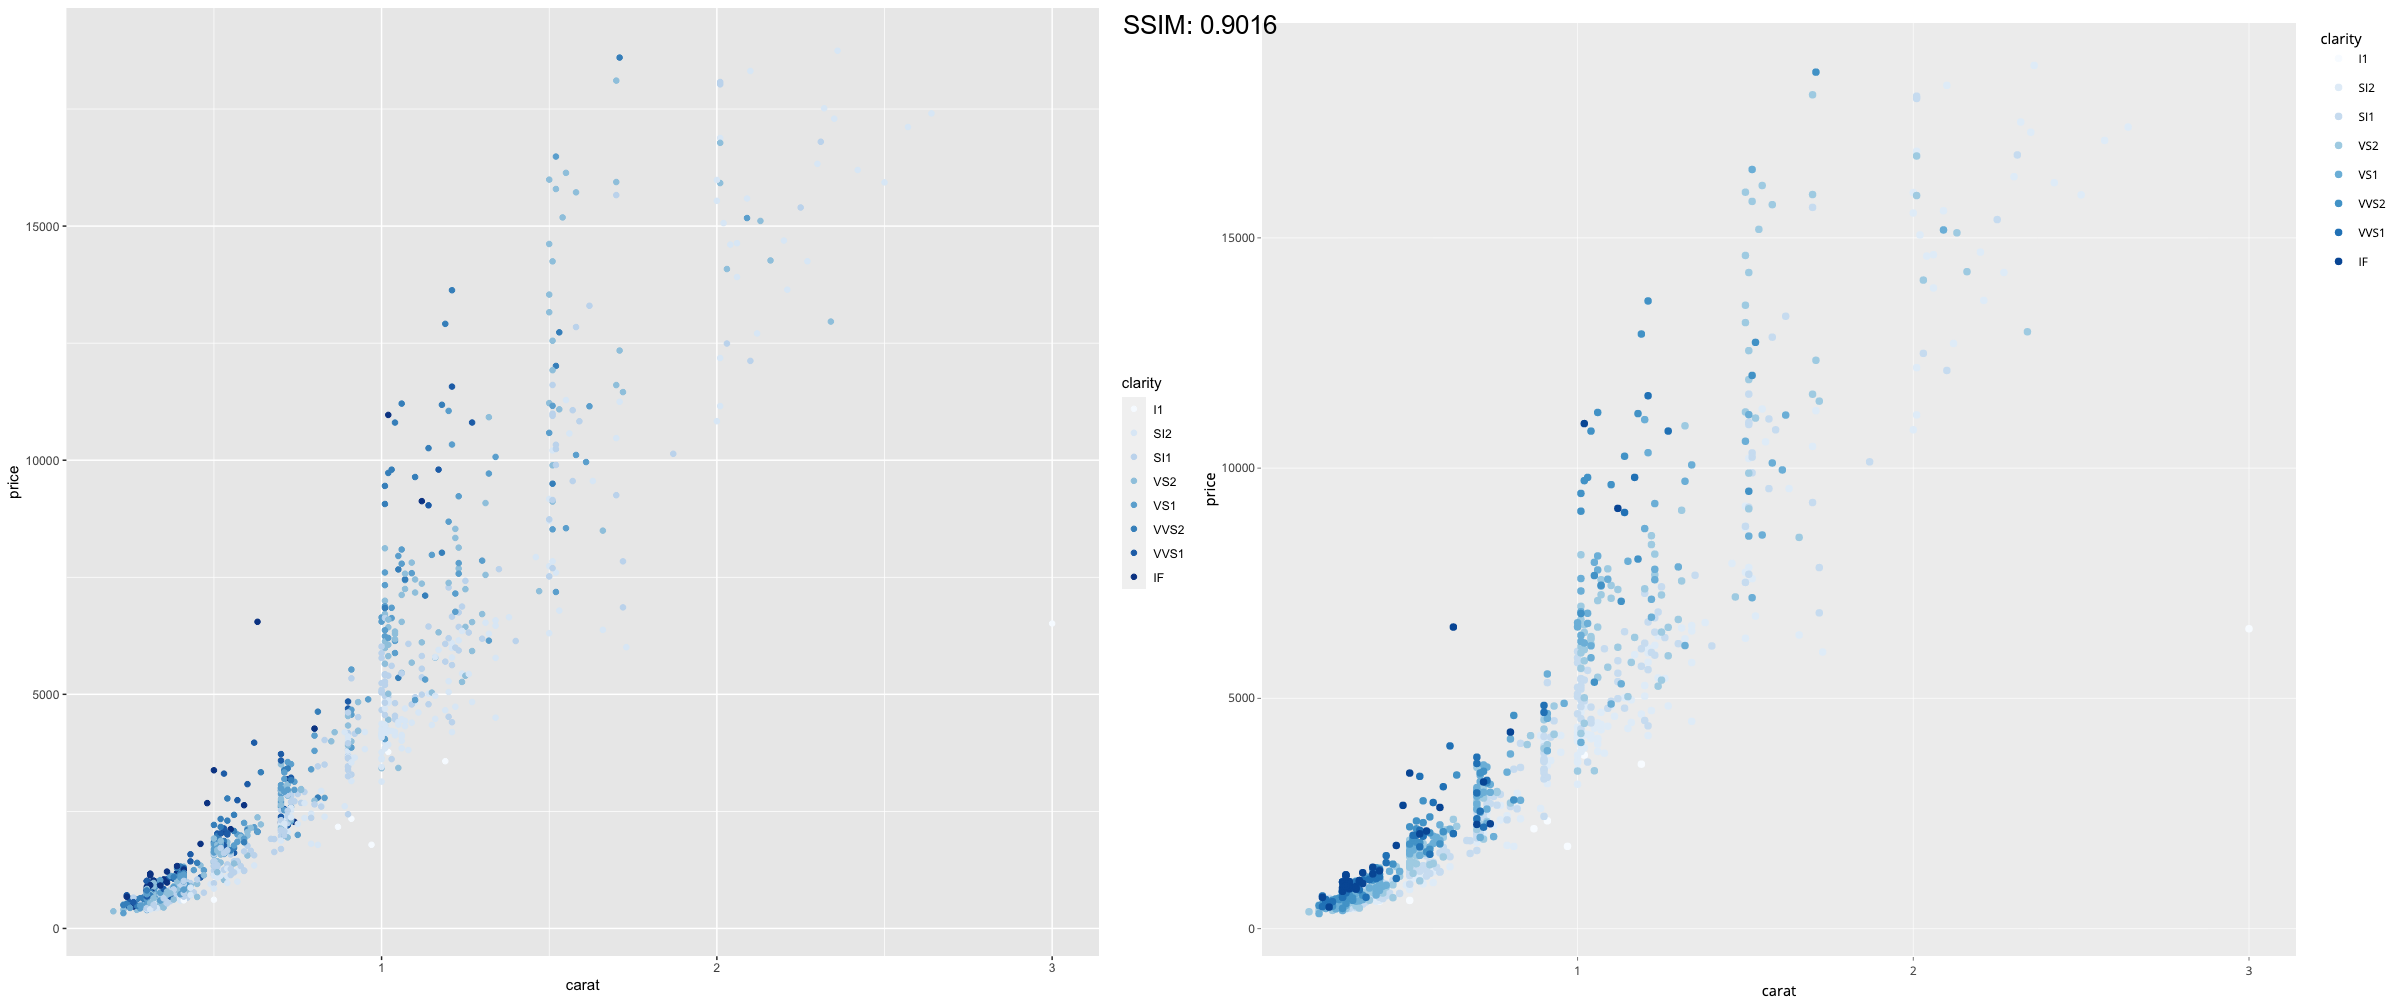 SSIM: 0.9016
price
15000
10000
5000
0
1
2
3
carat
clarity
I1
SI2
SI1
VS2
VS1
VVS2
VVS1
IF
price
15000
10000
5000
0
1
2
3
carat
clarity
I1
SI2
SI1
VS2
VS1
VVS2
VVS1
IF